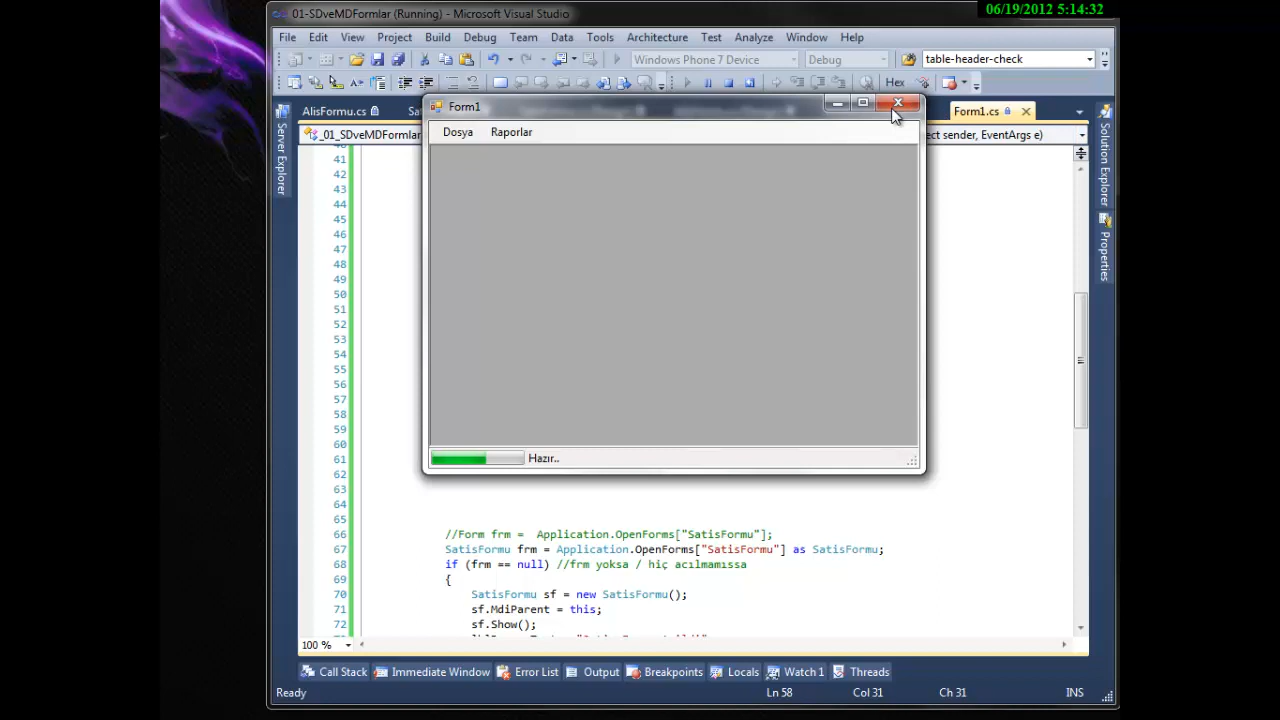 06/19/2012 5:14:32
01-SDveMDFormlar (Running) - Microsoft Visual Studio
File Edit View Project Build Debug Team Data Tools Architecture Test Analyze Window Help
Windows Phone 7 Device Debug table-header-check
Hex
AlisFormu.cs Form1.cs
_01_SDveMDFormlar ect sender, EventArgs e)
Form1
Dosya Raporlar
Hazır..
Server Explorer
Solution Explorer
Properties
41
42
43
44
45
46
47
48
49
50
51
52
53
54
55
56
57
58
59
60
61
62
63
64
65
66 //Form frm = Application.OpenForms["SatisFormu"];
67 SatisFormu frm = Application.OpenForms["SatisFormu"] as SatisFormu;
68 if (frm == null) //frm yoksa / hiç acılmamıssa
69 {
70 SatisFormu sf = new SatisFormu();
71 sf.MdiParent = this;
72 sf.Show();
100 %
Call Stack Immediate Window Error List Output Breakpoints Locals Watch 1 Threads
Ready Ln 58 Col 31 Ch 31 INS